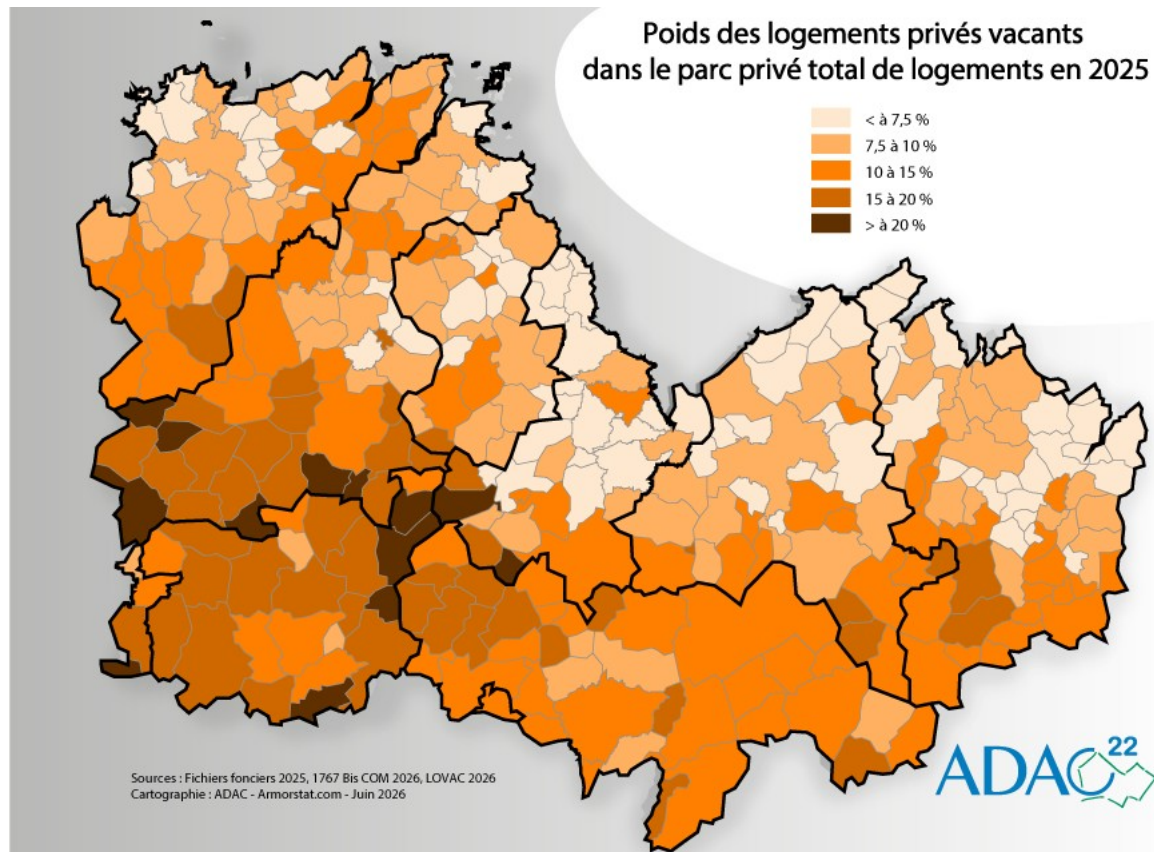 Poids des logements privés vacants
dans le parc privé total de logements en 2025
< à 7,5 %
7,5 à 10 %
10 à 15 %
15 à 20 %
> à 20 %
Sources : Fichiers fonciers 2025, 1767 Bis COM 2026, LOVAC 2026
Cartographie : ADAC - Armorstat.com - Juin 2026
ADAC 22